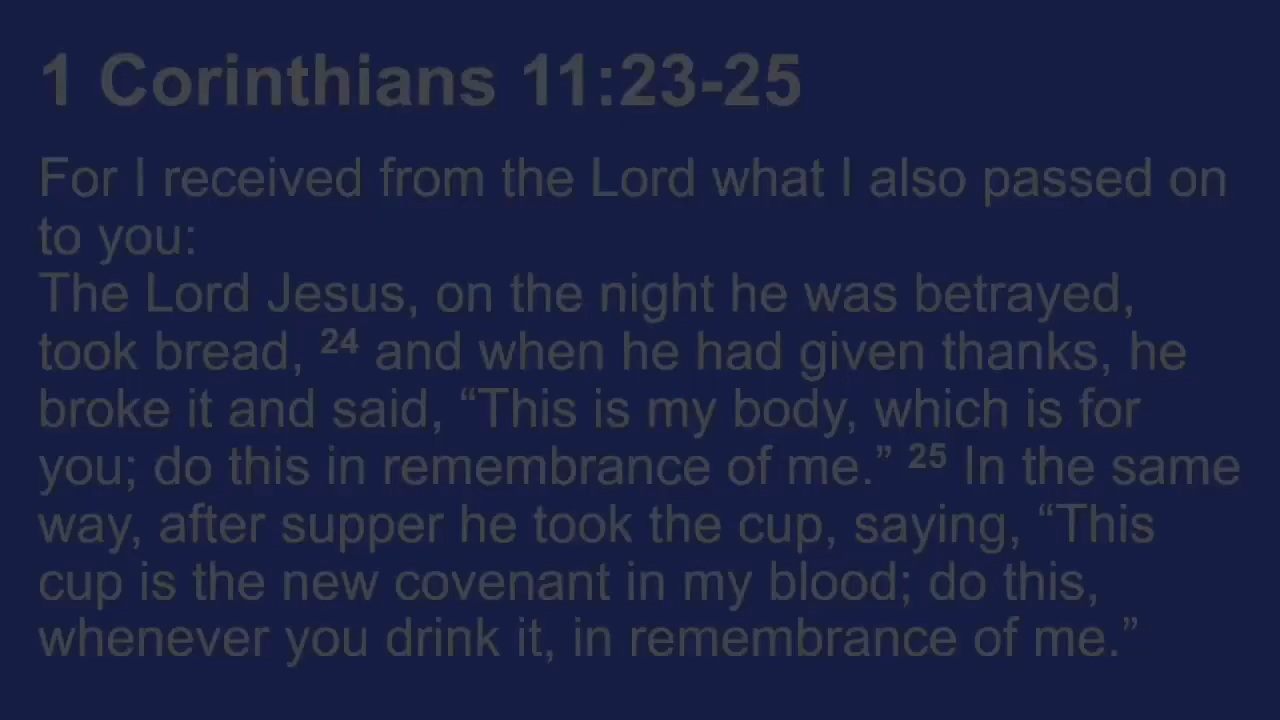 1 Corinthians 11:23-25
For I received from the Lord what I also passed on
to you:
The Lord Jesus, on the night he was betrayed,
took bread, 24 and when he had given thanks, he
broke it and said, “This is my body, which is for
you; do this in remembrance of me.” 25 In the same
way, after supper he took the cup, saying, “This
cup is the new covenant in my blood; do this,
whenever you drink it, in remembrance of me.”